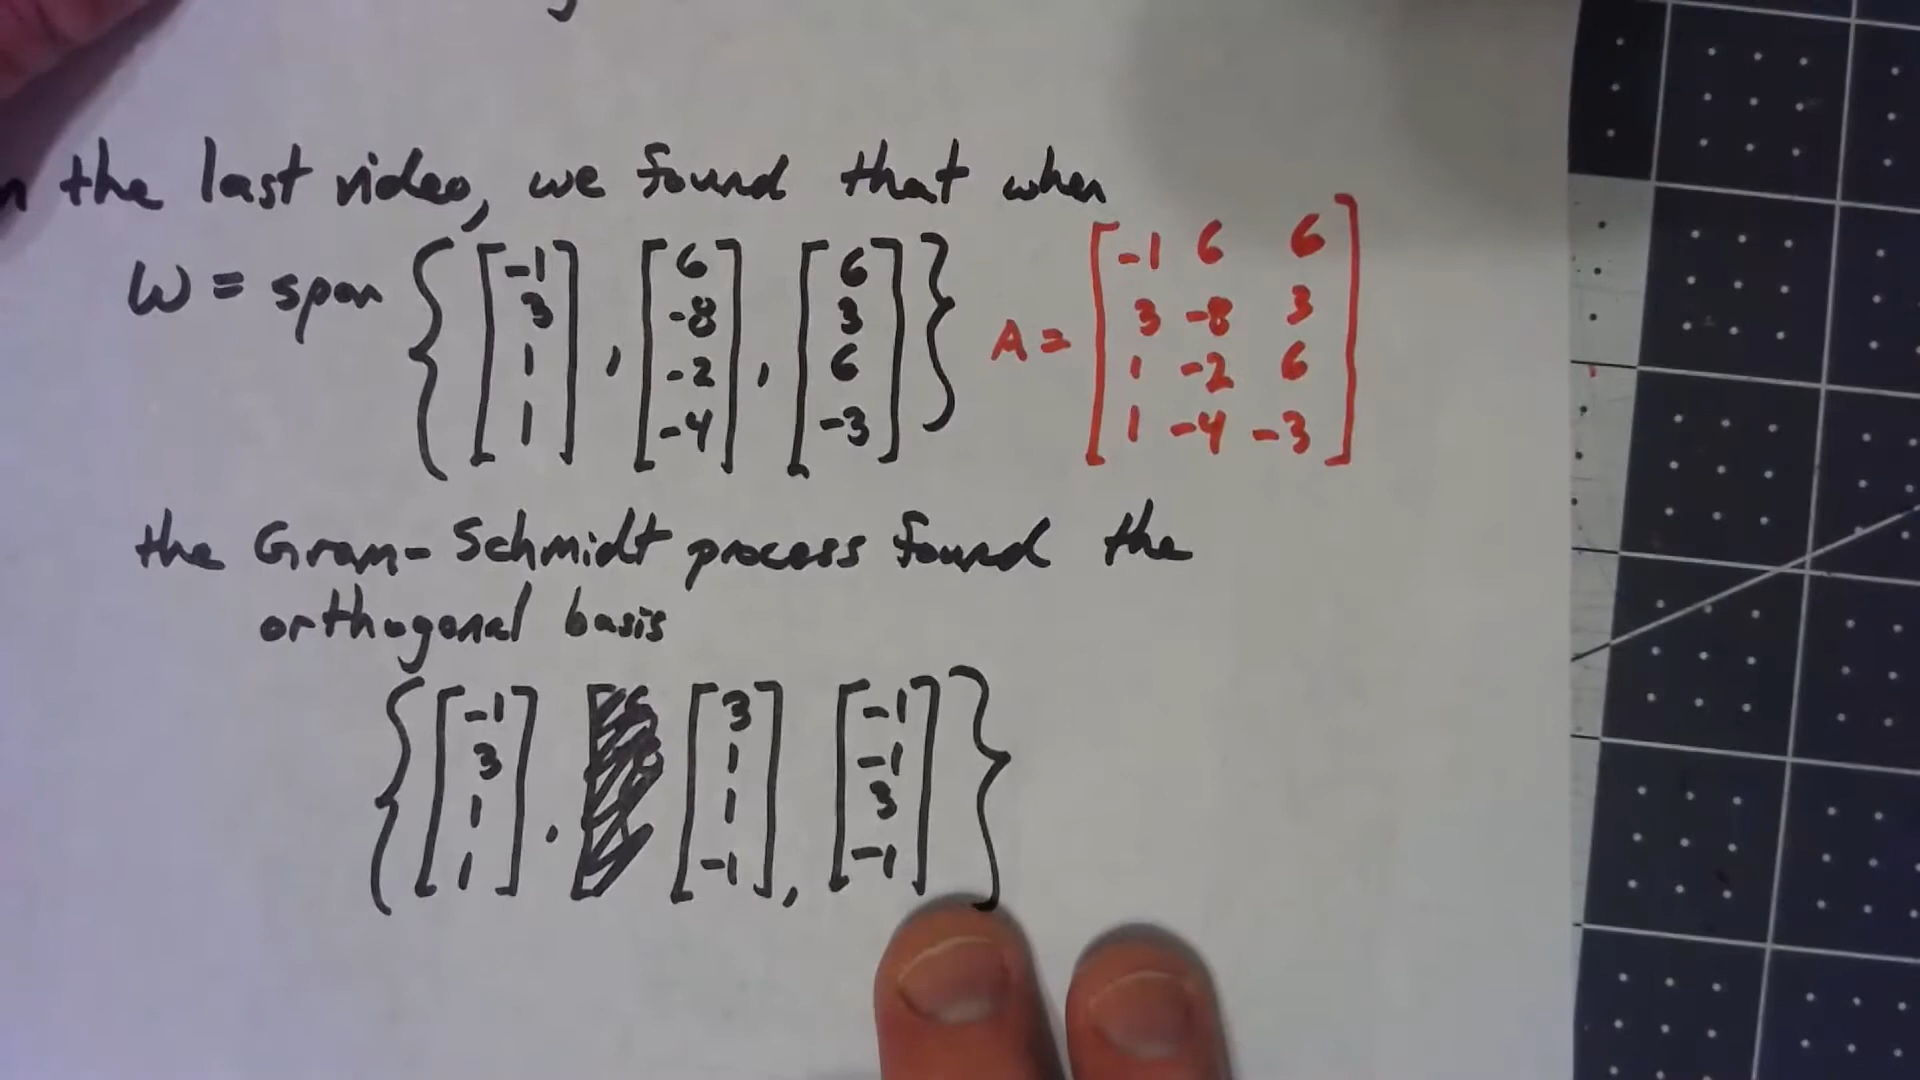 the last video, we found that when
W = span { [-1 3 1 1], [6 -8 -2 -4], [6 3 6 -3] } A = [-1 6 6
3 -8 3
1 -2 6
1 -4 -3]
the Gram-Schmidt process found the
orthogonal basis
{ [-1 3 1 1], [3 1 1 -1], [-1 -1 3 -1] }